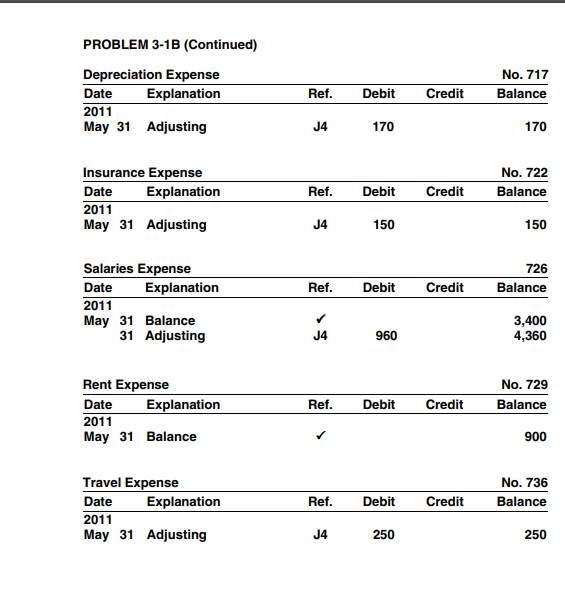 PROBLEM 3-1B (Continued)
Depreciation Expense No. 717
Date Explanation Ref. Debit Credit Balance
2011
May 31 Adjusting J4 170 170
Insurance Expense No. 722
Date Explanation Ref. Debit Credit Balance
2011
May 31 Adjusting J4 150 150
Salaries Expense 726
Date Explanation Ref. Debit Credit Balance
2011
May 31 Balance ✓ 3,400
31 Adjusting J4 960 4,360
Rent Expense No. 729
Date Explanation Ref. Debit Credit Balance
2011
May 31 Balance ✓ 900
Travel Expense No. 736
Date Explanation Ref. Debit Credit Balance
2011
May 31 Adjusting J4 250 250